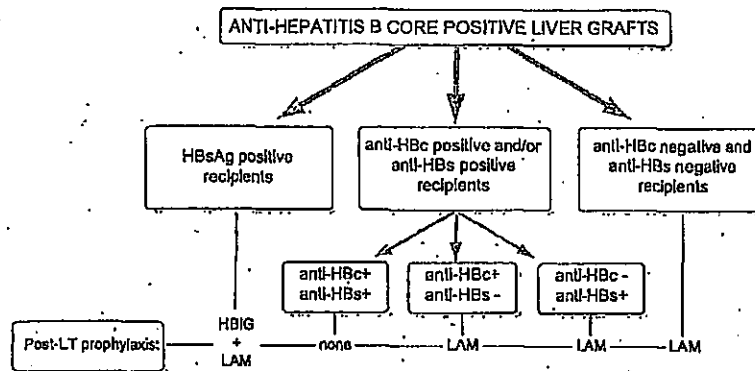 ANTI-HEPATITIS B CORE POSITIVE LIVER GRAFTS
HBsAg positive
recipients
anti-HBc positive and/or
anti-HBs positive
recipients
anti-HBc negative and
anti-HBs negative
recipients
anti-HBc+
anti-HBs+
anti-HBc+
anti-HBs -
anti-HBc -
anti-HBs+
Post-LT prophylaxis:
HBIG
+
LAM
none
LAM
LAM
LAM